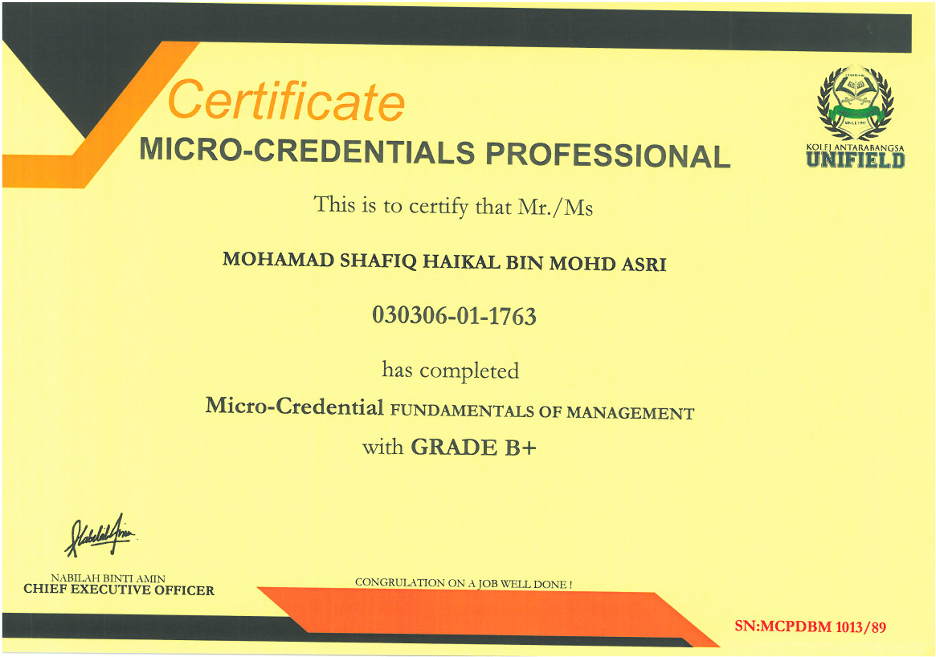 Certificate
MICRO-CREDENTIALS PROFESSIONAL
KOLEJ ANTARABANGSA
UNIFIELD
This is to certify that Mr./Ms
MOHAMAD SHAFIQ HAIKAL BIN MOHD ASRI
030306-01-1763
has completed
Micro-Credential FUNDAMENTALS OF MANAGEMENT
with GRADE B+
NABILAH BINTI AMIN
CHIEF EXECUTIVE OFFICER
CONGRULATION ON A JOB WELL DONE !
SN:MCPDBM 1013/89